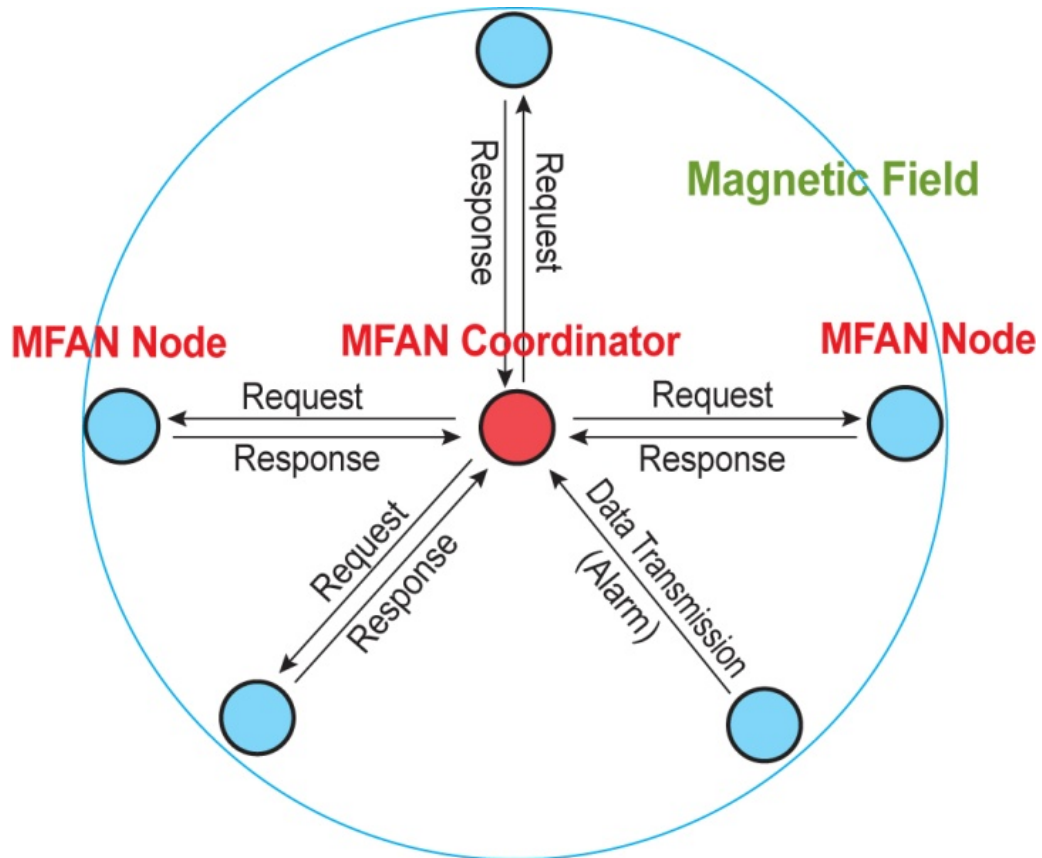 Response
Request
Magnetic Field
MFAN Node
MFAN Coordinator
MFAN Node
Request
Response
Request
Response
Request
Response
Data Transmission
(Alarm)